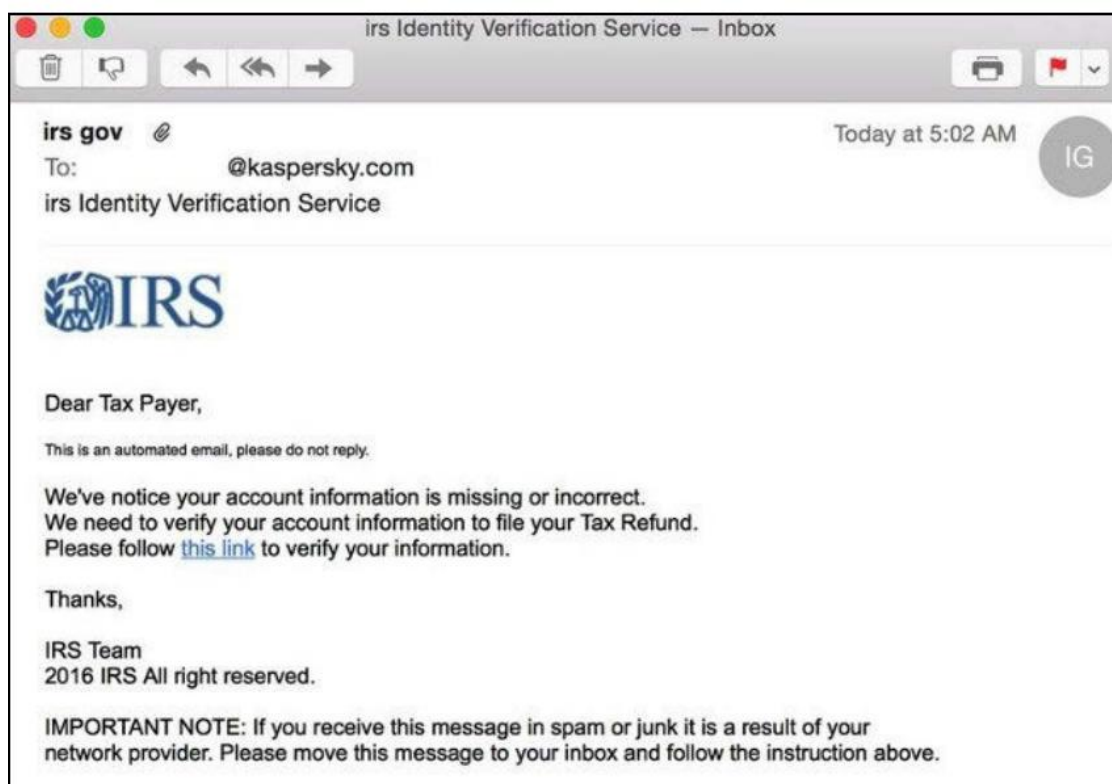 irs Identity Verification Service — Inbox
irs gov
Today at 5:02 AM
IG
To: @kaspersky.com
irs Identity Verification Service
IRS
Dear Tax Payer,
This is an automated email, please do not reply.
We've notice your account information is missing or incorrect.
We need to verify your account information to file your Tax Refund.
Please follow this link to verify your information.
Thanks,
IRS Team
2016 IRS All right reserved.
IMPORTANT NOTE: If you receive this message in spam or junk it is a result of your
network provider. Please move this message to your inbox and follow the instruction above.